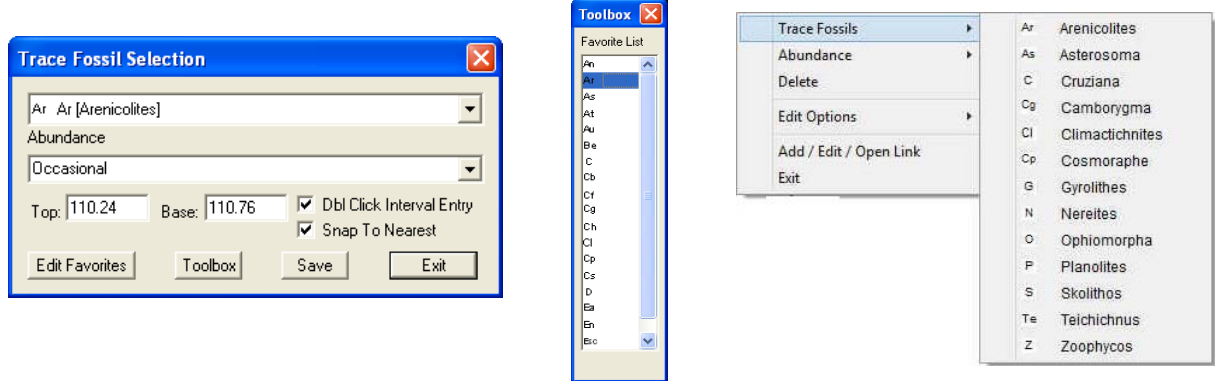 Trace Fossil Selection
Ar Ar [Arenicolites]
Abundance
Occasional
Top: 110.24 Base: 110.76 Dbl Click Interval Entry
Snap To Nearest
Edit Favorites Toolbox Save Exit
Toolbox
Favorite List
An
Ar
As
At
Au
Be
C
Cb
Cf
Cg
Ch
Cl
Cp
Cs
D
Ea
En
Esc
Trace Fossils
Abundance
Delete
Edit Options
Add / Edit / Open Link
Exit
Ar Arenicolites
As Asterosoma
C Cruziana
Cg Camborygma
Cl Climactichnites
Cp Cosmoraphe
G Gyrolithes
N Nereites
O Ophiomorpha
P Planolites
S Skolithos
Te Teichichnus
Z Zoophycos